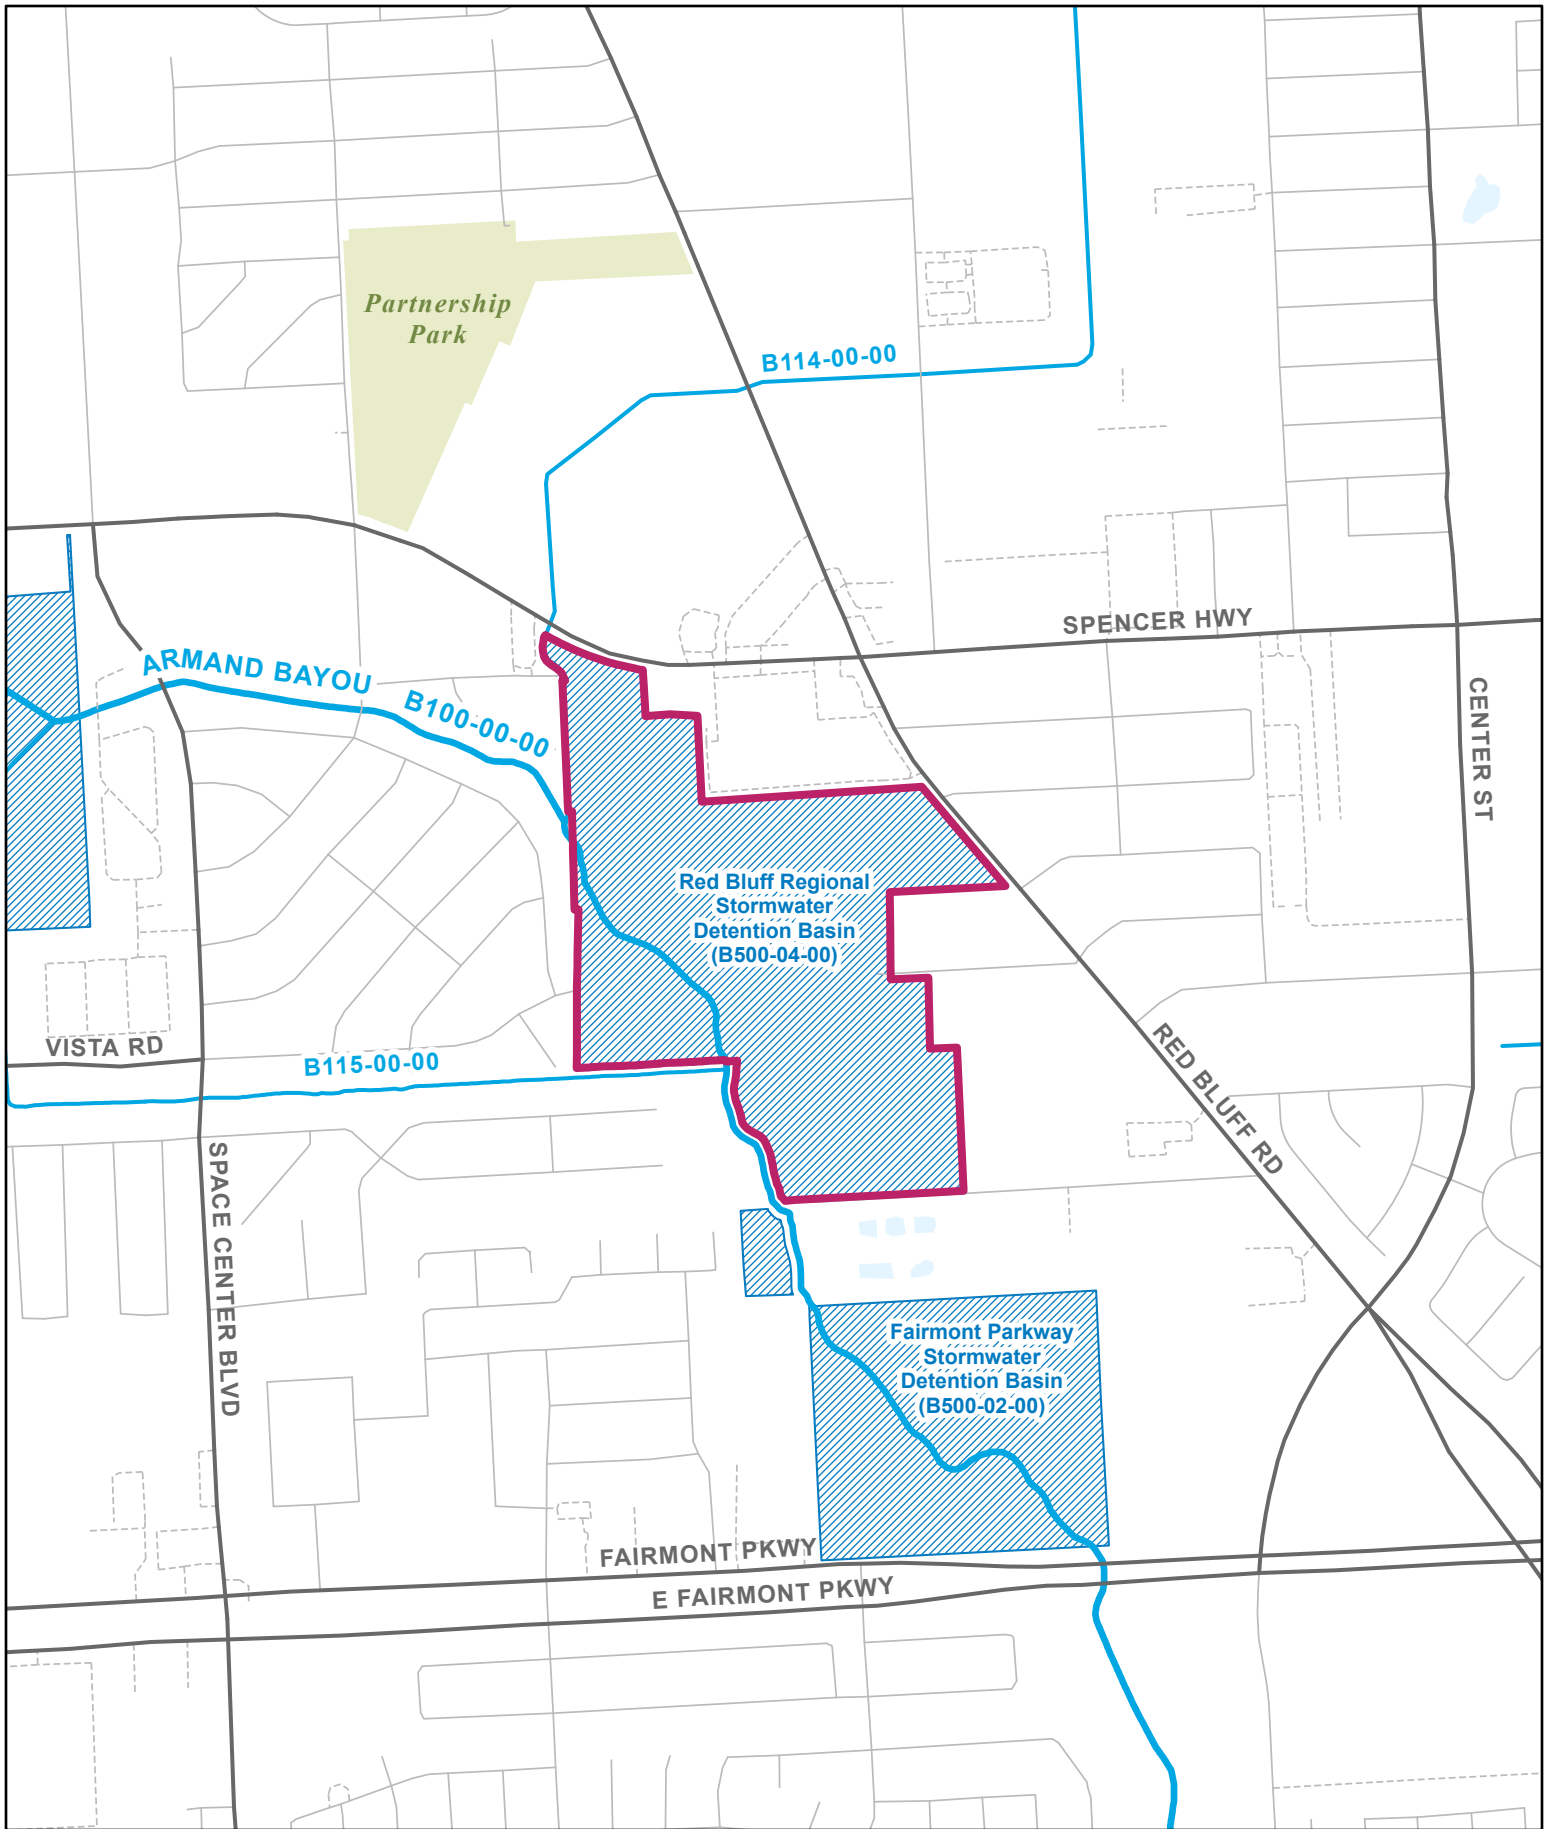 Partnership
Park
B114-00-00
SPENCER HWY
ARMAND BAYOU
B100-00-00
CENTER ST
Red Bluff Regional
Stormwater
Detention Basin
(B500-04-00)
VISTA RD
B115-00-00
RED BLUFF RD
SPACE CENTER BLVD
Fairmont Parkway
Stormwater
Detention Basin
(B500-02-00)
FAIRMONT PKWY
E FAIRMONT PKWY